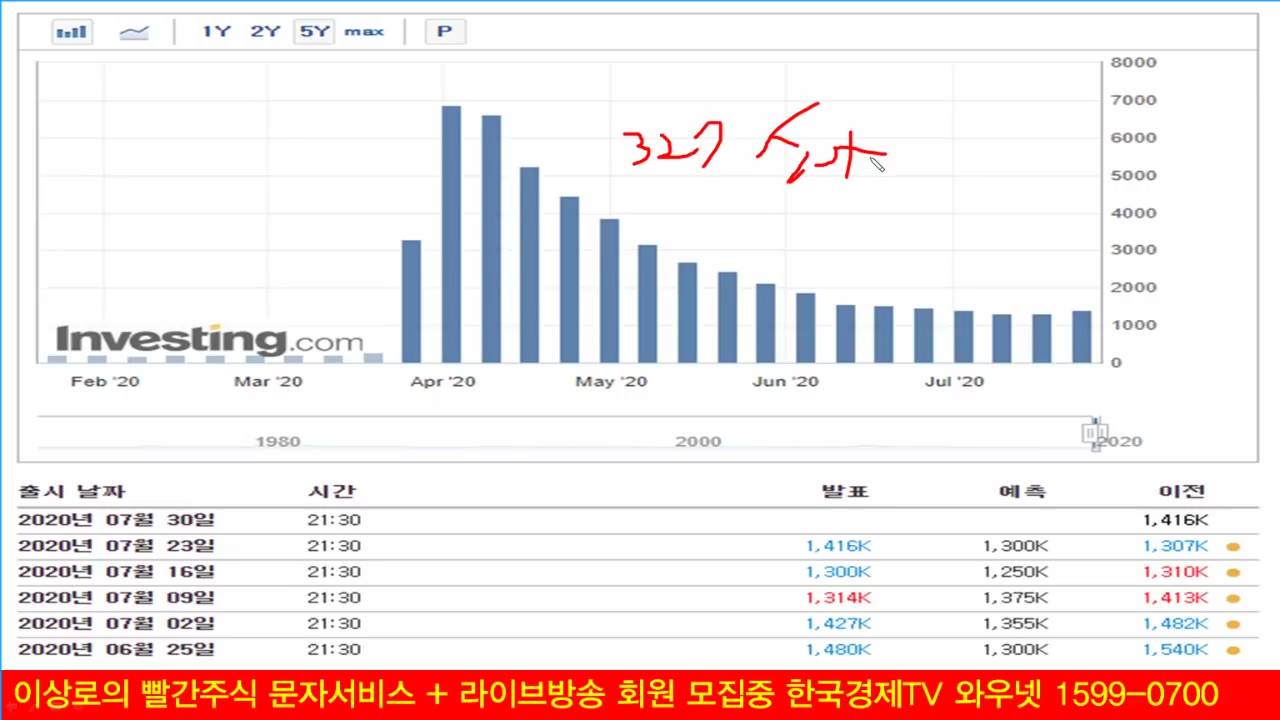 1Y 2Y 5Y max P
8000
7000
6000
5000
4000
3000
2000
1000
0
Investing.com
Feb '20 Mar '20 Apr '20 May '20 Jun '20 Jul '20
1980 2000 2020
출시 날짜 시간 발표 예측 이전
2020년 07월 30일 21:30 1,416K
2020년 07월 23일 21:30 1,416K 1,300K 1,307K
2020년 07월 16일 21:30 1,300K 1,250K 1,310K
2020년 07월 09일 21:30 1,314K 1,375K 1,413K
2020년 07월 02일 21:30 1,427K 1,355K 1,482K
2020년 06월 25일 21:30 1,480K 1,300K 1,540K
이상로의 빨간주식 문자서비스 + 라이브방송 회원 모집중 한국경제TV 와우넷 1599-0700